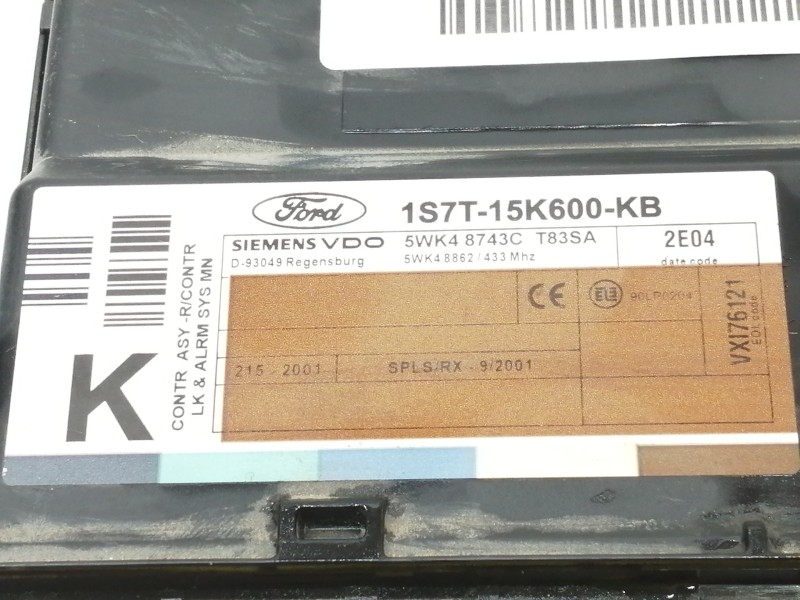 Ford 1S7T-15K600-KB
SIEMENS VDO 5WK4 8743C T83SA 2E04
D-93049 Regensburg 5WK4 8862 / 433 Mhz date code
CE E1
215 - 2001 SPLS/RX - 9/2001
VXI76121
EOL code
CONTR ASY -R/CONTR
LK & ALRM SYS MN
K